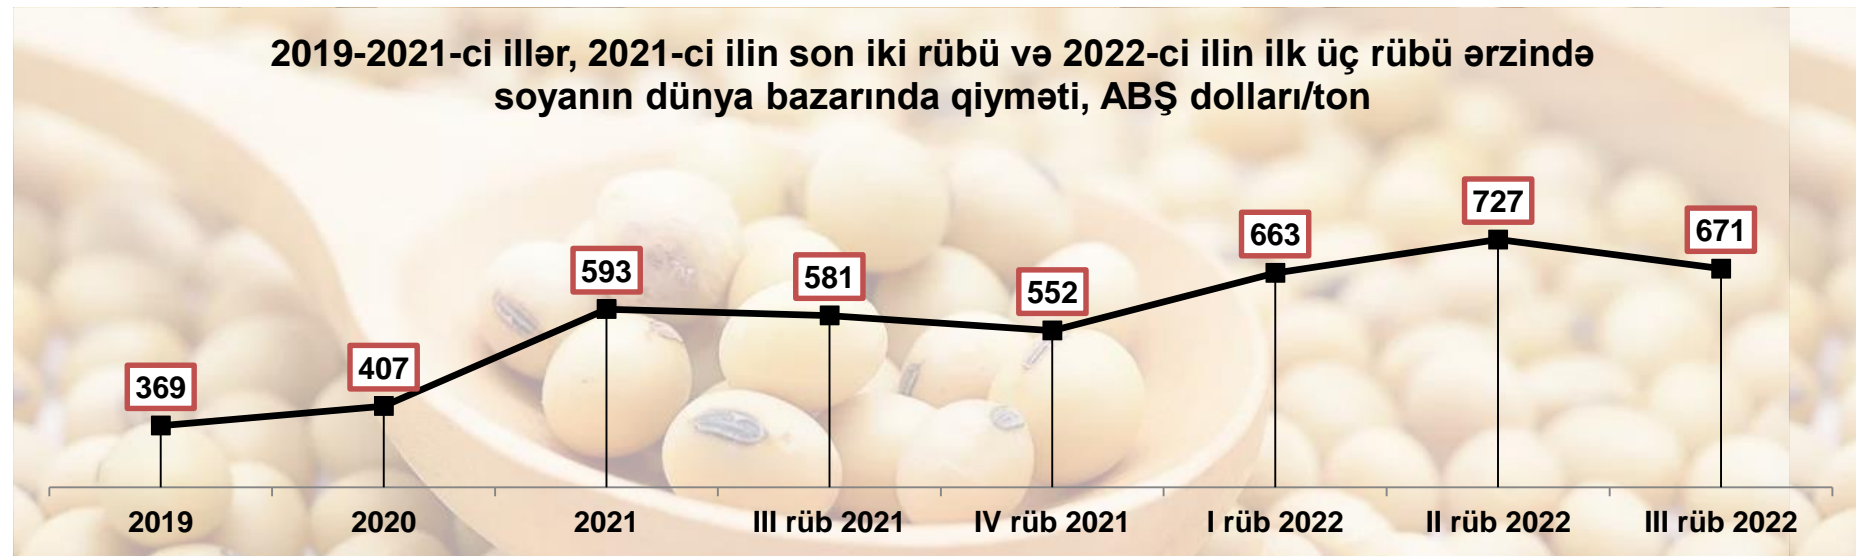 2019-2021-ci illər, 2021-ci ilin son iki rübü və 2022-ci ilin ilk üç rübü ərzində
soyanın dünya bazarında qiyməti, ABŞ dolları/ton
369
407
593
581
552
663
727
671
2019
2020
2021
III rüb 2021
IV rüb 2021
I rüb 2022
II rüb 2022
III rüb 2022